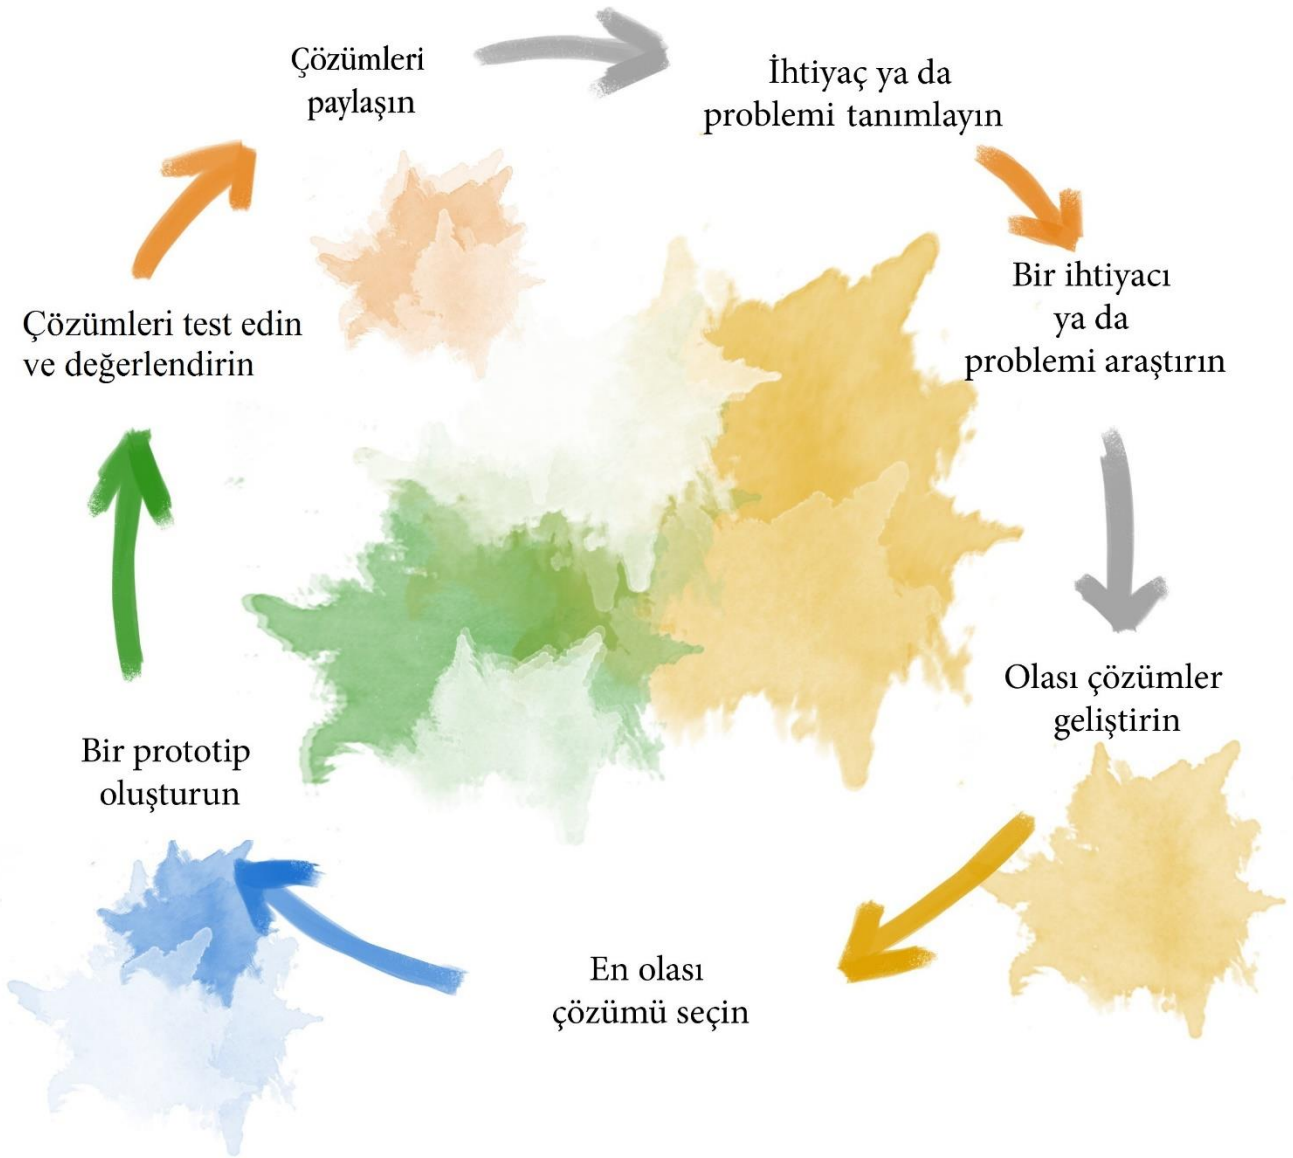 Çözümleri
paylaşın
İhtiyaç ya da
problemi tanımlayın
Bir ihtiyacı
ya da
problemi araştırın
Olası çözümler
geliştirin
En olası
çözümü seçin
Bir prototip
oluşturun
Çözümleri test edin
ve değerlendirin